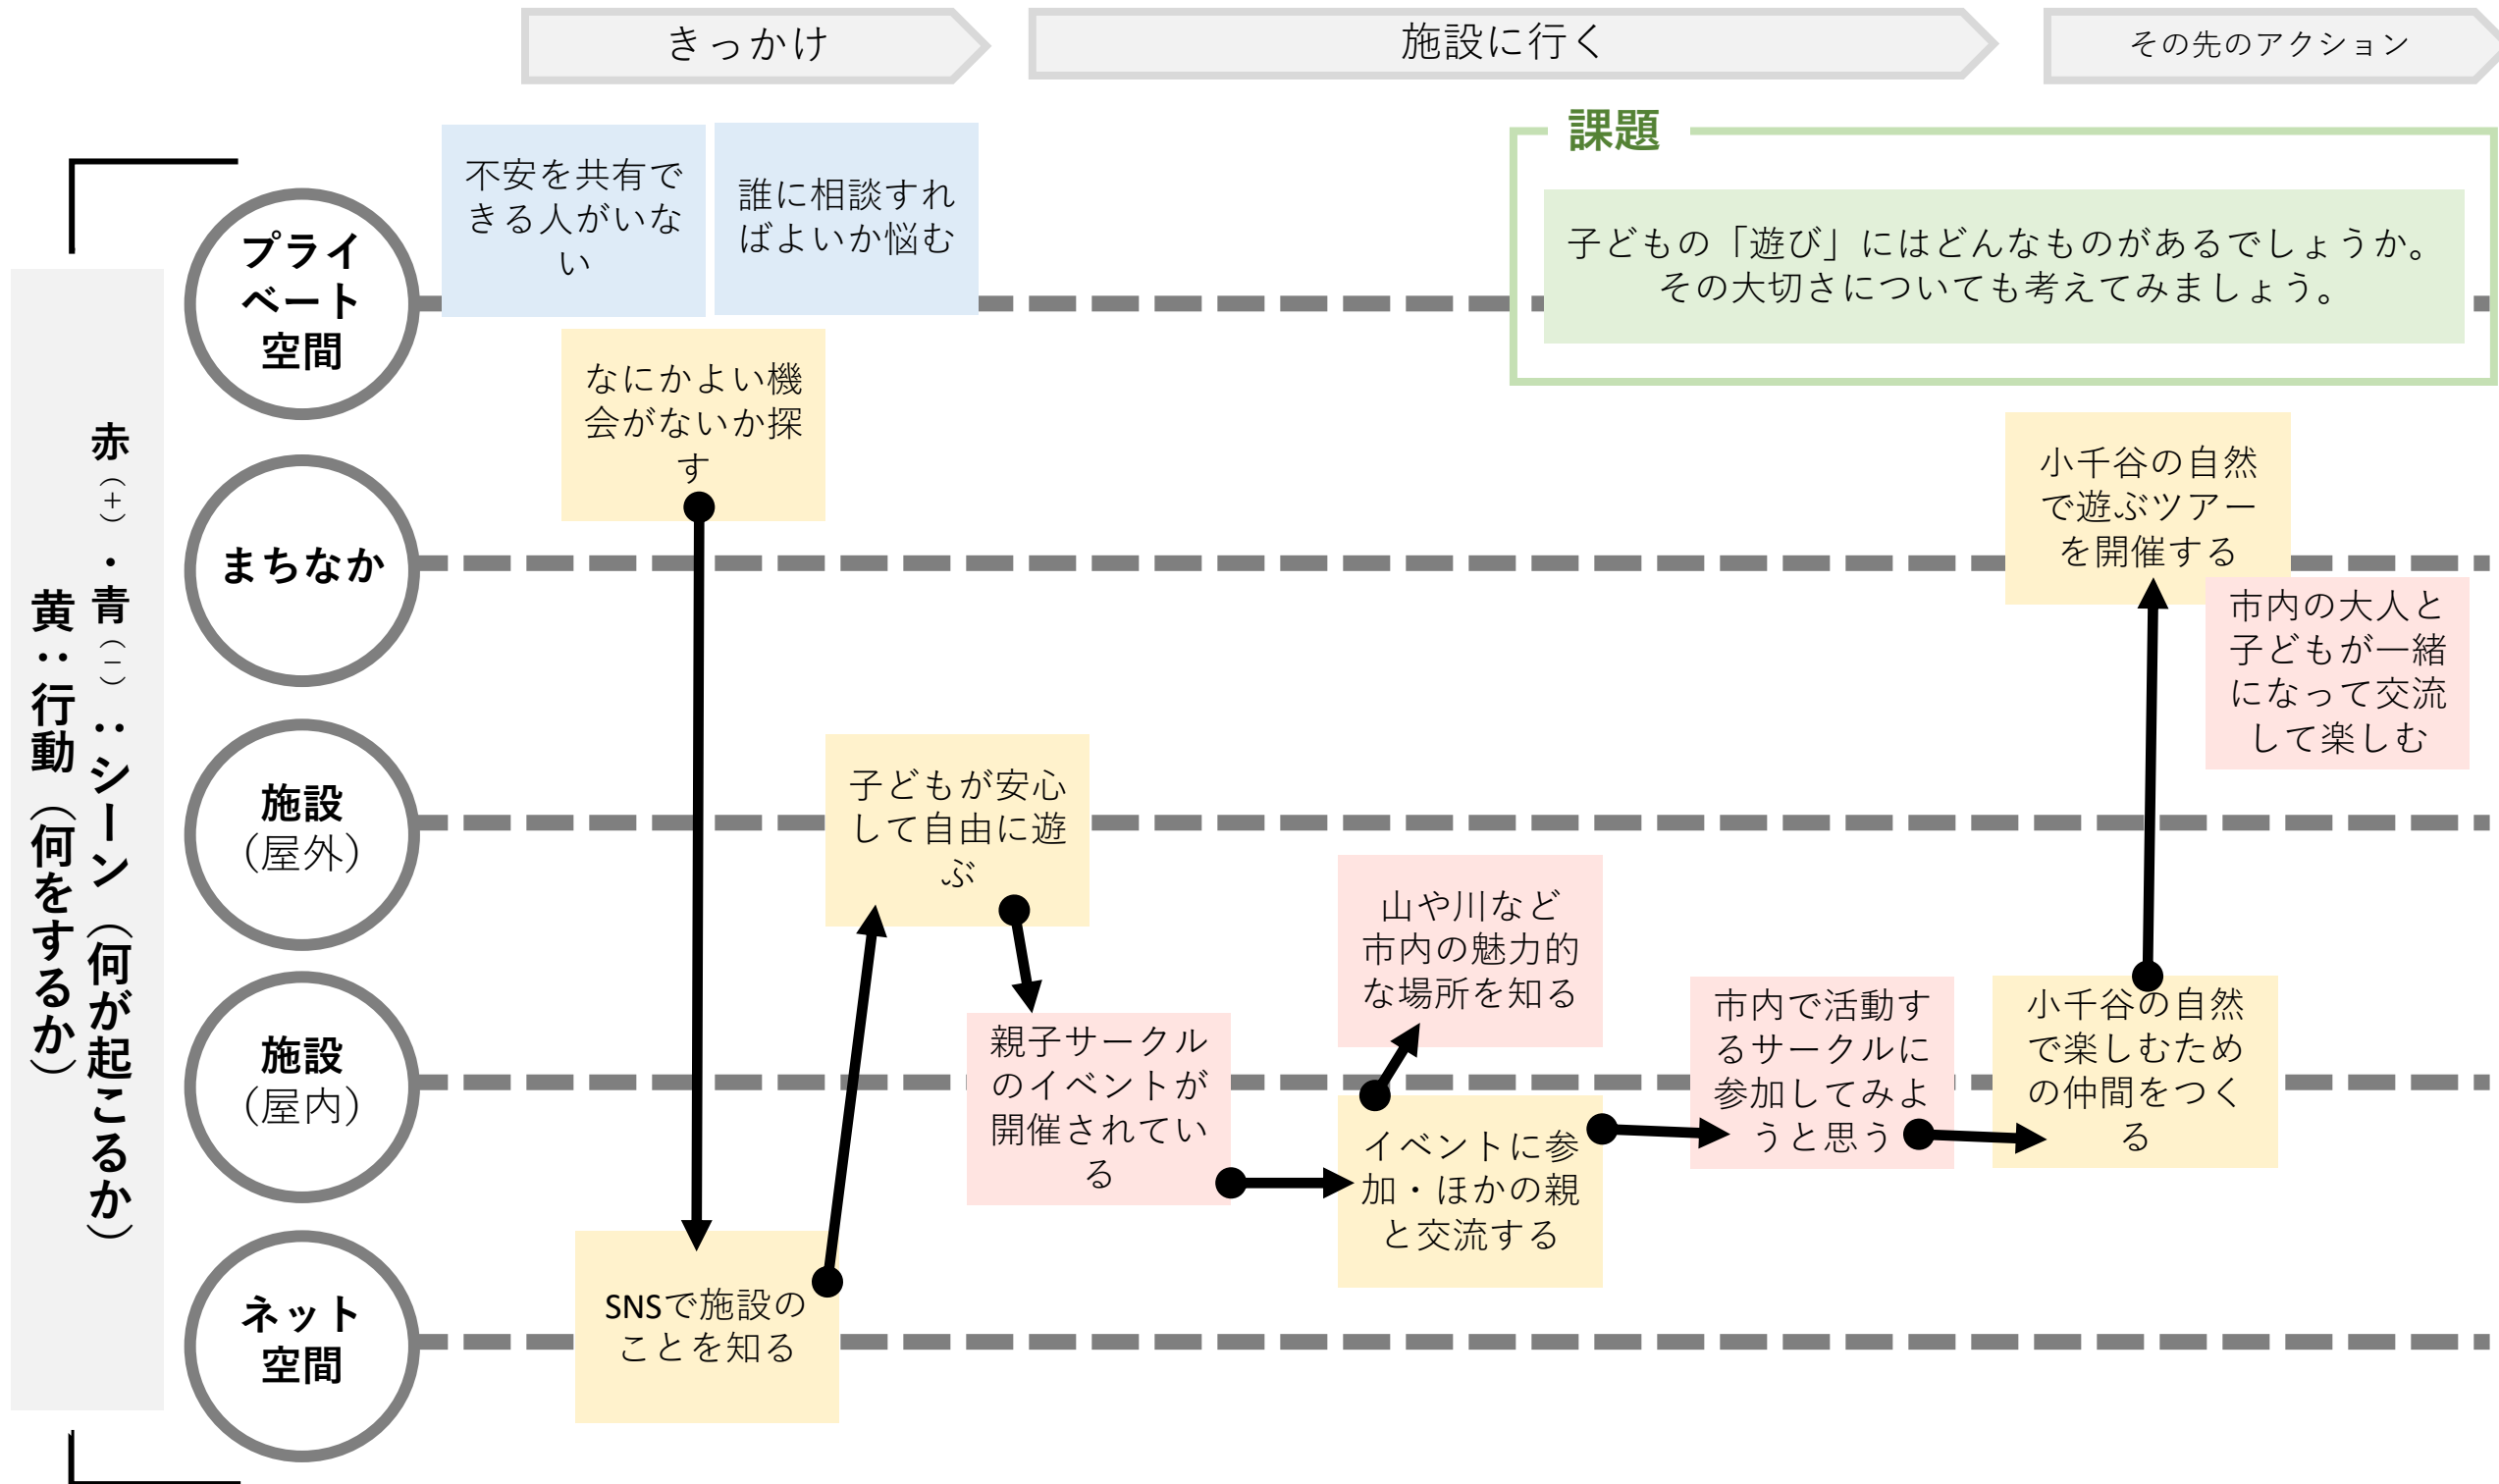 きっかけ
施設に行く
その先のアクション
赤（＋）・青（－）：シーン（何が起こるか）
黄：行動（何をするか）
プライ
ベート
空間
不安を共有で
きる人がいな
い
誰に相談すれ
ばよいか悩む
課題
子どもの「遊び」にはどんなものがあるでしょうか。
その大切さについても考えてみましょう。
なにかよい機
会がないか探
す
まちなか
小千谷の自然
で遊ぶツアー
を開催する
市内の大人と
子どもが一緒
になって交流
して楽しむ
施設
（屋外）
子どもが安心
して自由に遊
ぶ
山や川など
市内の魅力的
な場所を知る
施設
（屋内）
親子サークル
のイベントが
開催されてい
る
イベントに参
加・ほかの親
と交流する
市内で活動す
るサークルに
参加してみよ
うと思う
小千谷の自然
で楽しむため
の仲間をつく
る
ネット
空間
SNSで施設の
ことを知る